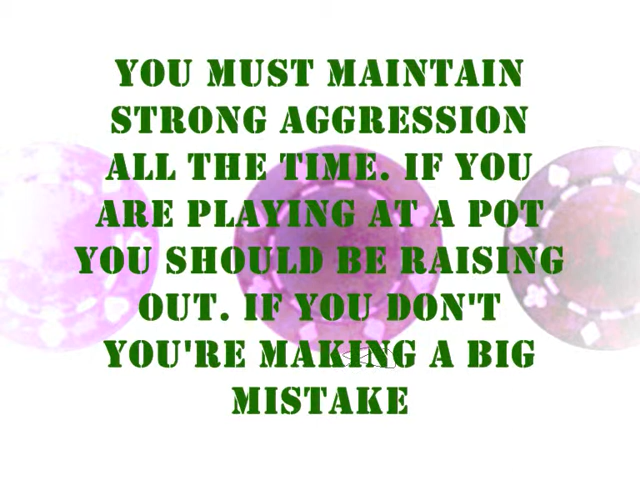 YOU MUST MAINTAIN
STRONG AGGRESSION
ALL THE TIME. IF YOU
ARE PLAYING AT A POT
YOU SHOULD BE RAISING
OUT. IF YOU DON'T
YOU'RE MAKING A BIG
MISTAKE